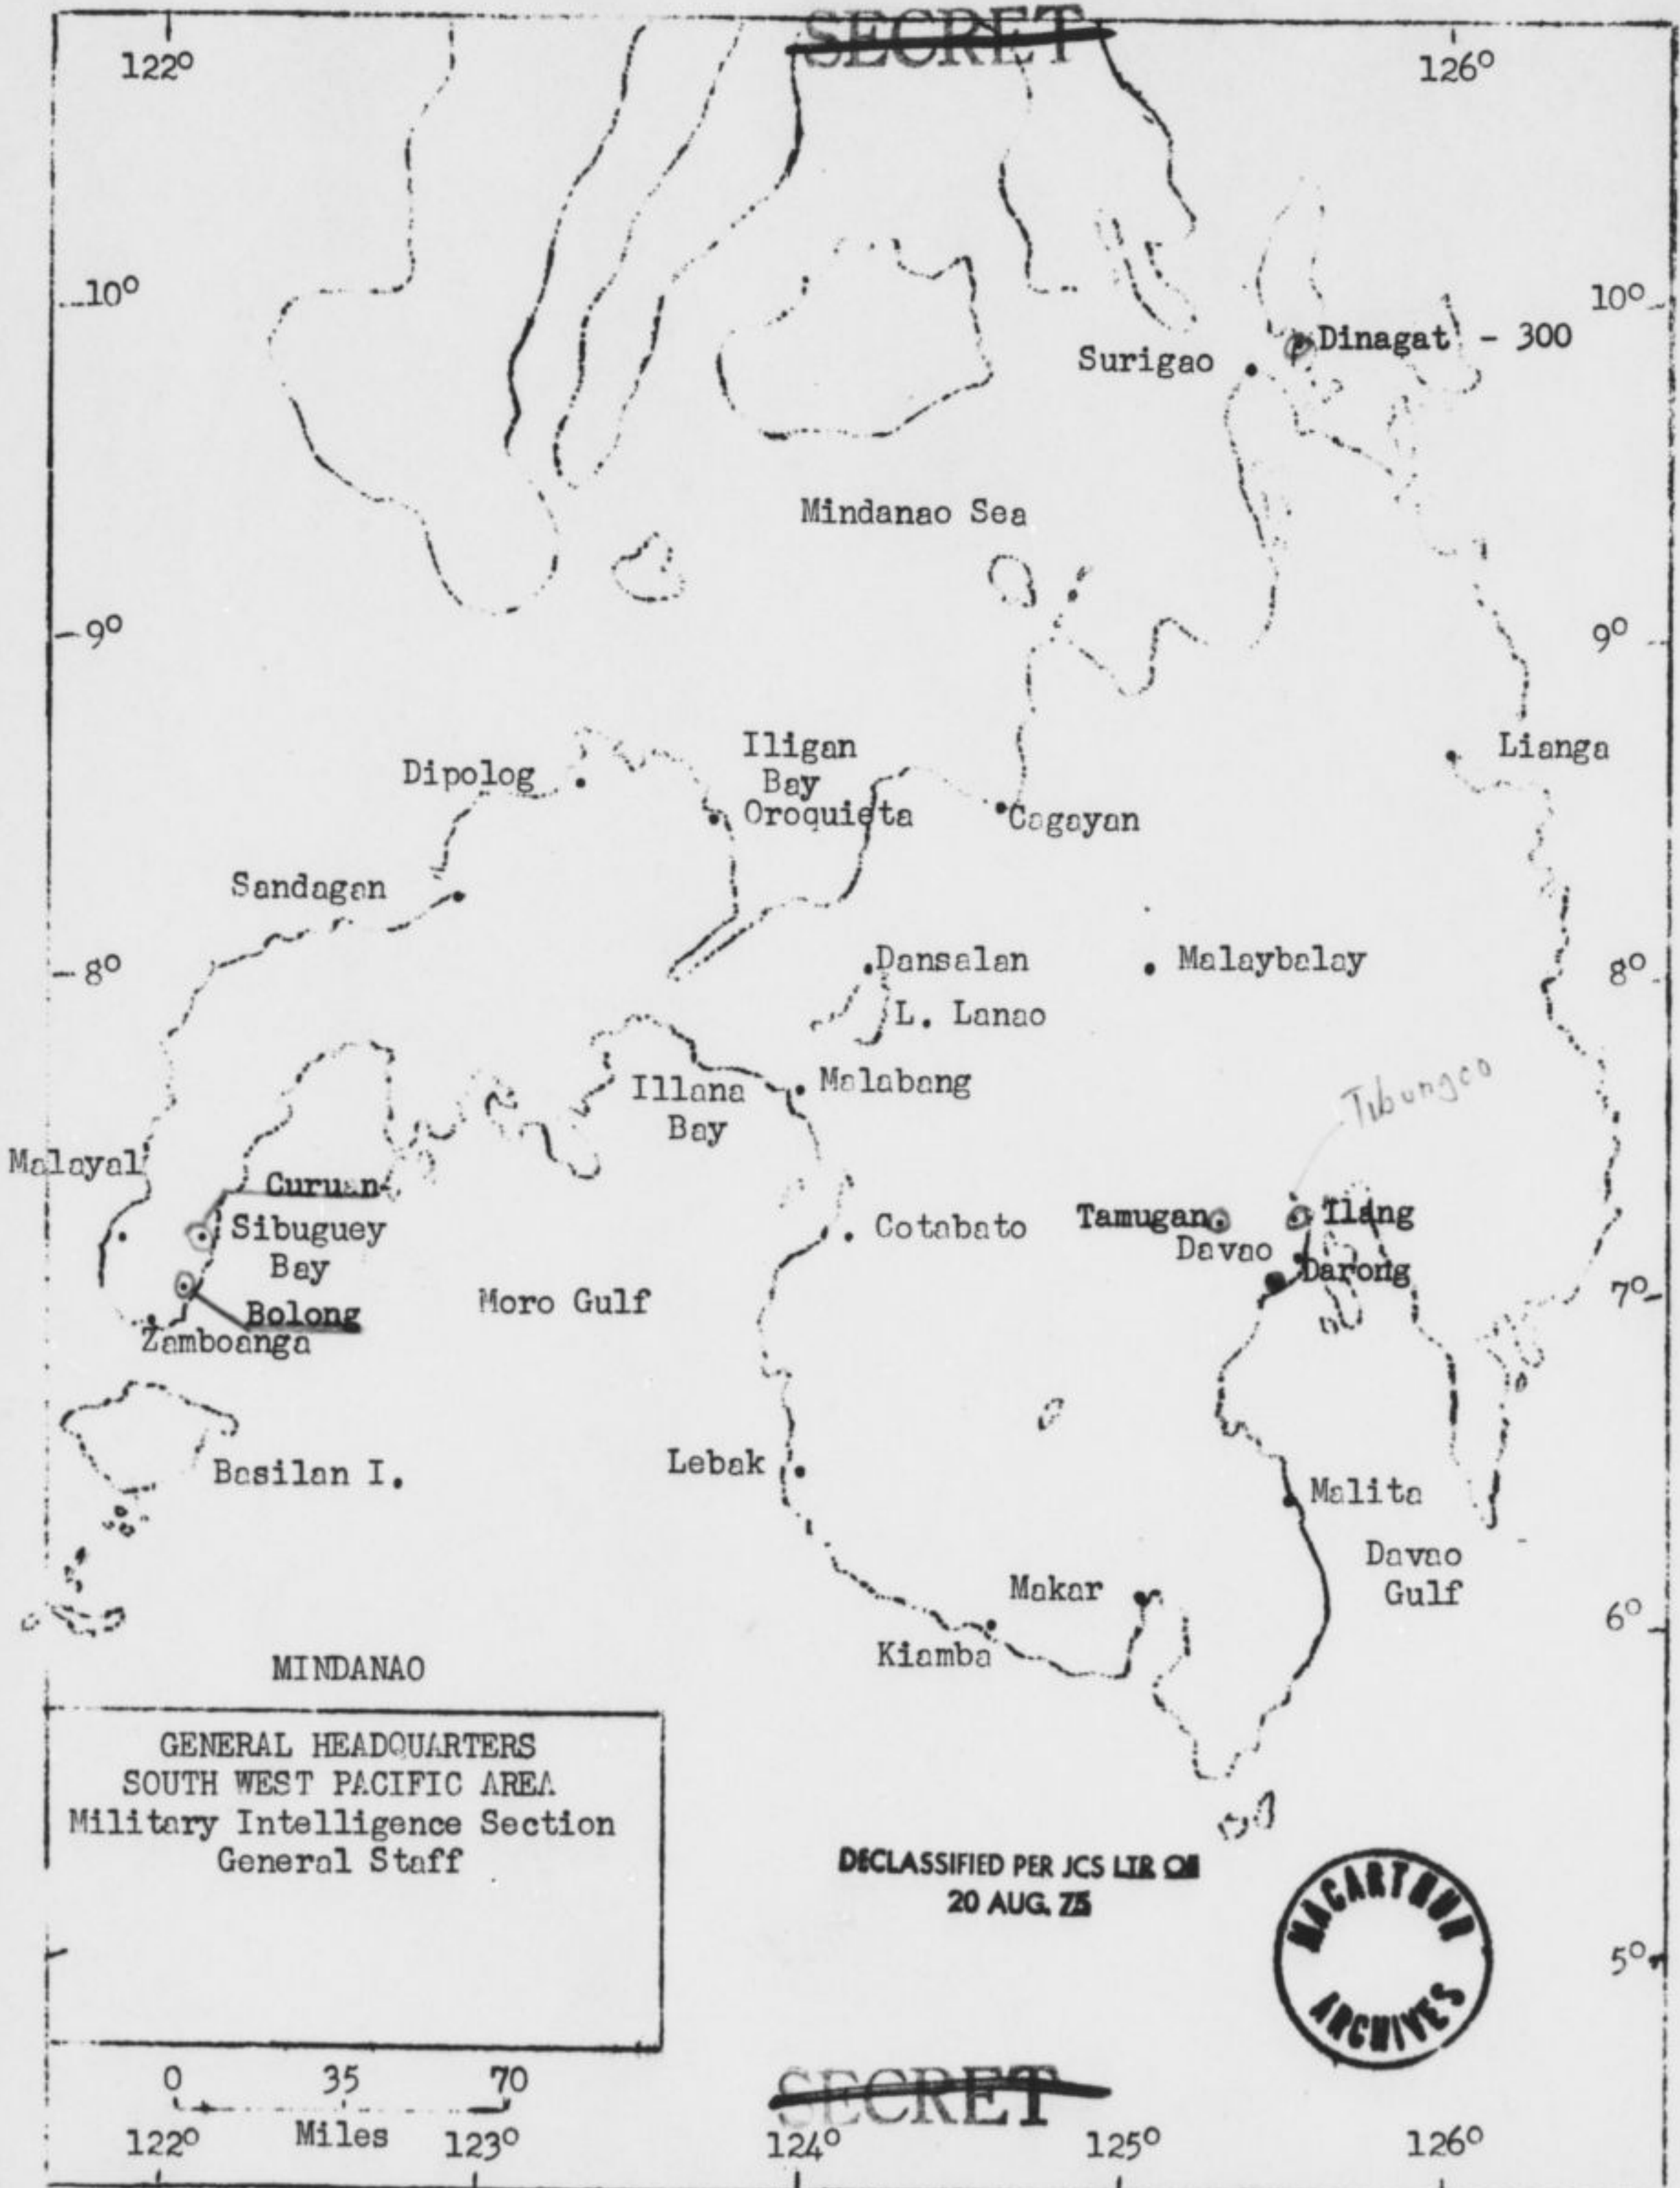 SECRET
122° 126°
10° 10°
Dinagat - 300
Surigao
Mindanao Sea
9° 9°
Iligan
Bay
Lianga
Dipolog
Oroquieta
Cagayan
Sandagan
8° Dansalan Malaybalay 8°
L. Lanao
Malabang
Illana
Bay
Tibungco
Malayal
Curuan
Sibuguey
Bay
Cotabato
Tamugan Ilang
Davao
Darong
Moro Gulf
7°
Bolong
Zamboanga
Lebak
Basilan I.
Malita
Davao
Gulf
Makar
6°
Kiamba
MINDANAO
GENERAL HEADQUARTERS
SOUTH WEST PACIFIC AREA
Military Intelligence Section
General Staff
DECLASSIFIED PER JCS LTR OF
20 AUG. 75
MACARTHUR
ARCHIVES
5°
0 35 70
Miles
SECRET
122° 123° 124° 125° 126°